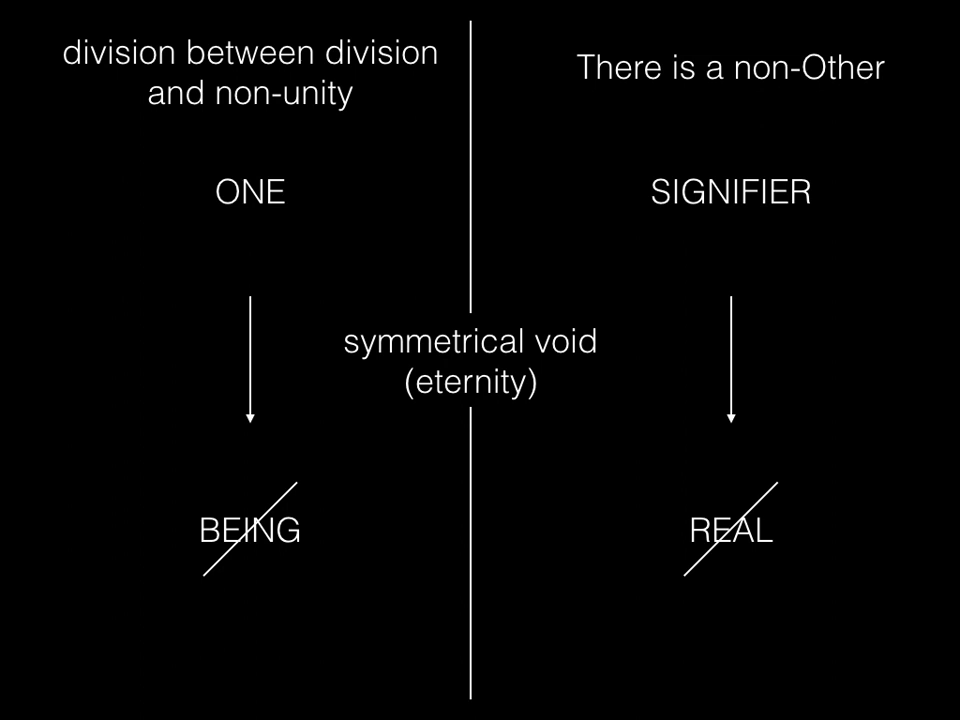 division between division
and non-unity
There is a non-Other
ONE
SIGNIFIER
symmetrical void
(eternity)
BEING
REAL